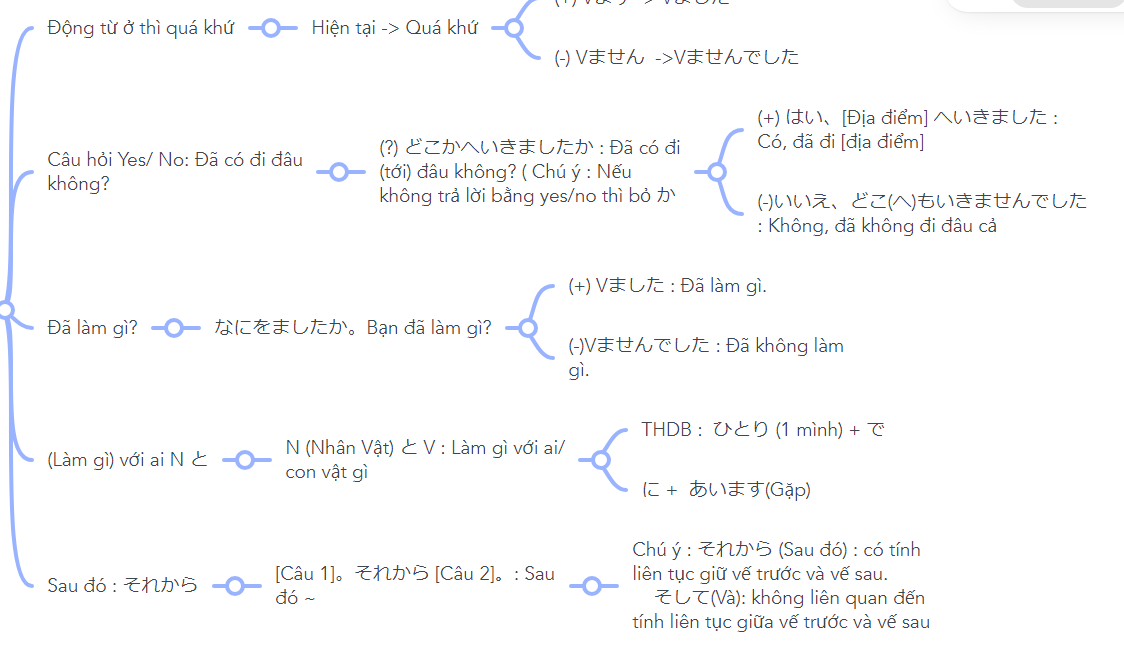 (+) Vます -> Vました
Động từ ở thì quá khứ
Hiện tại -> Quá khứ
(-) Vません ->Vませんでした
Câu hỏi Yes/ No: Đã có đi đâu
không?
(?) どこかへいきましたか : Đã có đi
(tới) đâu không? ( Chú ý : Nếu
không trả lời bằng yes/no thì bỏ か
(+) はい、[Địa điểm] へいきました :
Có, đã đi [địa điểm]
(-)いいえ、どこ(へ)もいきませんでした
: Không, đã không đi đâu cả
Đã làm gì?
なにをましたか。Bạn đã làm gì?
(+) Vました : Đã làm gì.
(-)Vませんでした : Đã không làm
gì.
(Làm gì) với ai N と
N (Nhân Vật) と V : Làm gì với ai/
con vật gì
THDB : ひとり (1 mình) + で
に + あいます(Gặp)
Sau đó : それから
[Câu 1]。それから [Câu 2]。: Sau
đó ~
Chú ý : それから (Sau đó) : có tính
liên tục giữ vế trước và vế sau.
そして(Và): không liên quan đến
tính liên tục giữa vế trước và vế sau